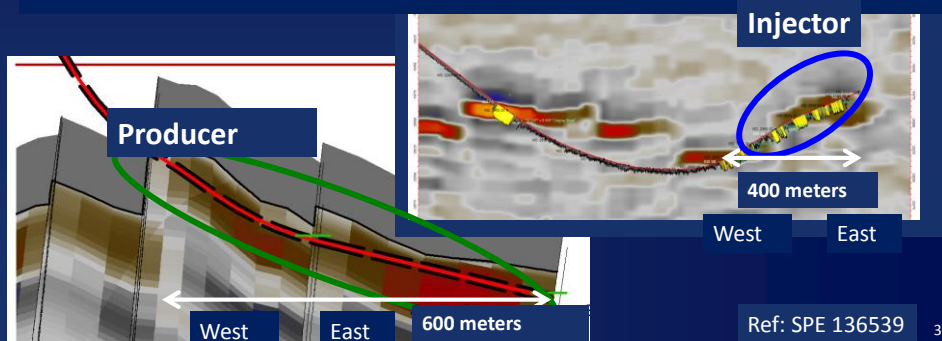 Injector
Producer
400 meters
West
East
West
East
600 meters
Ref: SPE 136539
3